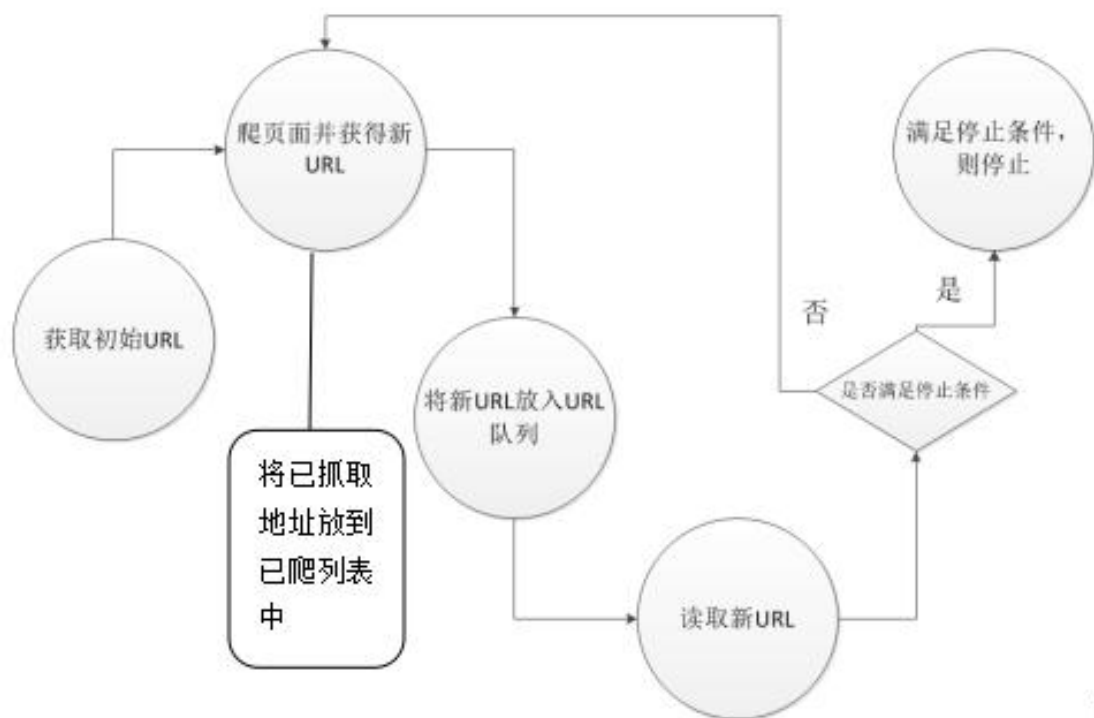 爬页面并获得新
URL
满足停止条件，
则停止
获取初始URL
否
是
是否满足停止条件
将新URL放入URL
队列
将已抓取
地址放到
已爬列表
中
读取新URL